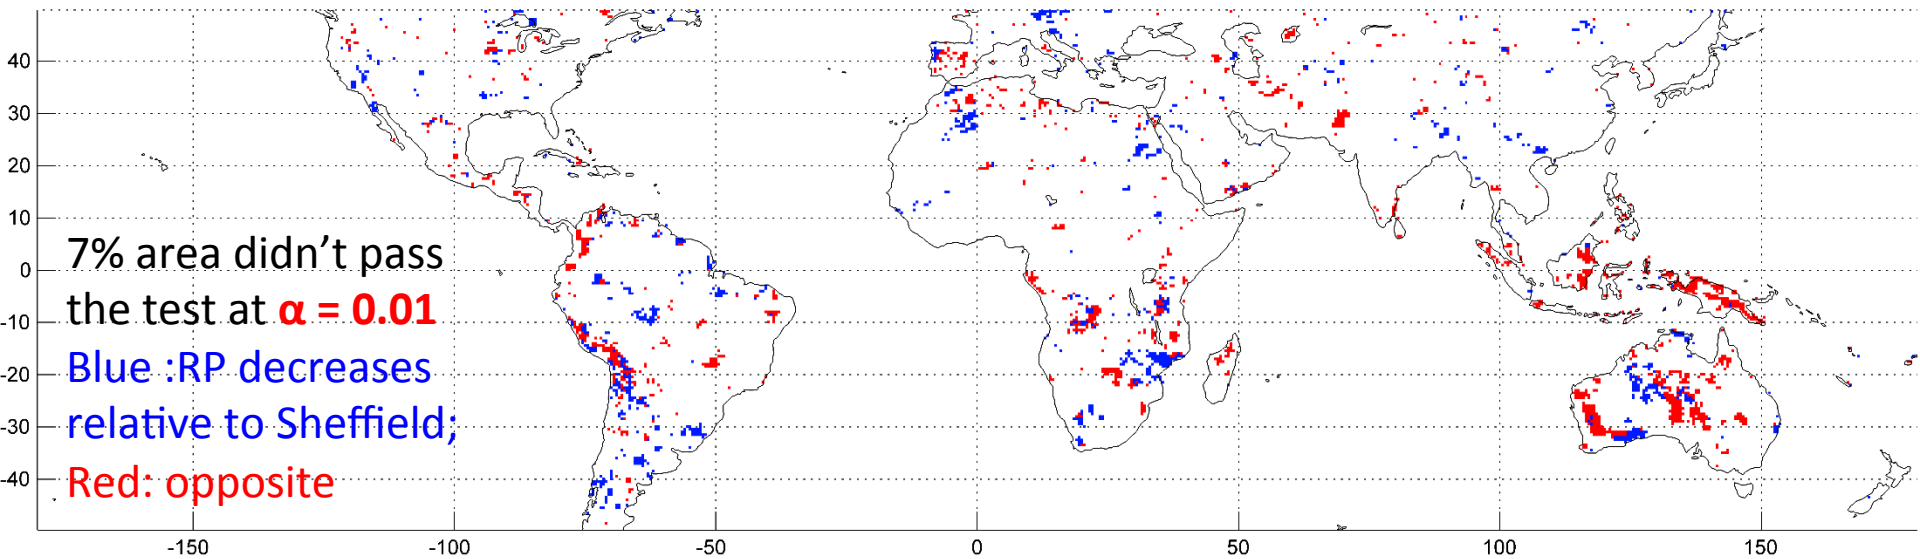 40
30
20
10
0
-10
-20
-30
-40
7% area didn't pass
the test at α = 0.01
Blue :RP decreases
relative to Sheffield;
Red: opposite
-150 -100 -50 0 50 100 150